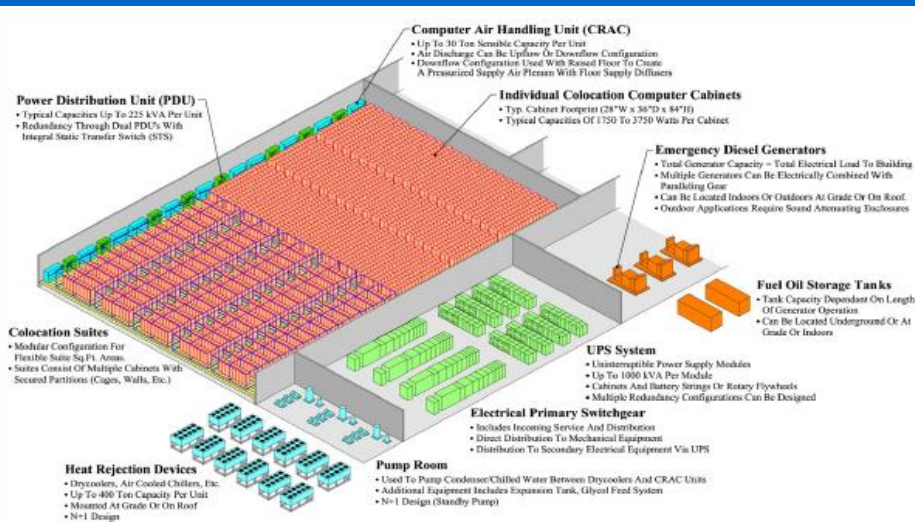 Computer Air Handling Unit (CRAC)
• Up To 30 Ton Sensible Capacity Per Unit
• Air Discharge Can Be Upflow Or Downflow Configuration
• Downflow Configuration Used With Raised Floor To Create
A Pressurized Supply Air Plenum With Floor Supply Diffusers
Power Distribution Unit (PDU)
• Typical Capacities Up To 225 kVA Per Unit
• Redundancy Through Dual PDU's With
Integral Static Transfer Switch (STS)
Individual Colocation Computer Cabinets
• Typ. Cabinet Footprint (28"W x 36"D x 84"H)
• Typical Capacities Of 1750 To 3750 Watts Per Cabinet
Emergency Diesel Generators
• Total Generator Capacity = Total Electrical Load To Building
• Multiple Generators Can Be Electrically Combined With
Paralleling Gear
• Can Be Located Indoors Or Outdoors At Grade Or On Roof.
• Outdoor Applications Require Sound Attenuating Enclosures
Fuel Oil Storage Tanks
• Tank Capacity Dependant On Length
Of Generator Operation
• Can Be Located Underground Or At
Grade Or Indoors
Colocation Suites
• Modular Configuration For
Flexible Suite Sq.Ft. Areas.
• Suites Consist Of Multiple Cabinets With
Secured Partitions (Cages, Walls, Etc.)
UPS System
• Uninterruptible Power Supply Modules
• Up To 1000 kVA Per Module
• Cabinets And Battery Strings Or Rotary Flywheels
• Multiple Redundancy Configurations Can Be Designed
Electrical Primary Switchgear
• Includes Incoming Service And Distribution
• Direct Distribution To Mechanical Equipment
• Distribution To Secondary Electrical Equipment Via UPS
Heat Rejection Devices
• Drycoolers, Air Cooled Chillers, Etc.
• Up To 400 Ton Capacity Per Unit
• Mounted At Grade Or On Roof
• N+1 Design
Pump Room
• Used To Pump Condenser/Chilled Water Between Drycoolers And CRAC Units
• Additional Equipment Includes Expansion Tank, Glycol Feed System
• N+1 Design (Standby Pump)